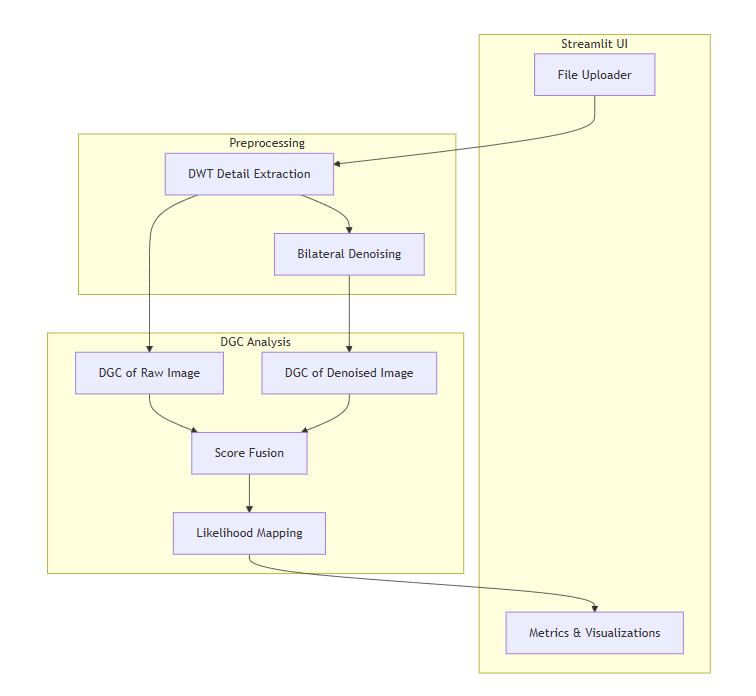 Streamlit UI
File Uploader
Preprocessing
DWT Detail Extraction
Bilateral Denoising
DGC Analysis
DGC of Raw Image
DGC of Denoised Image
Score Fusion
Likelihood Mapping
Metrics & Visualizations